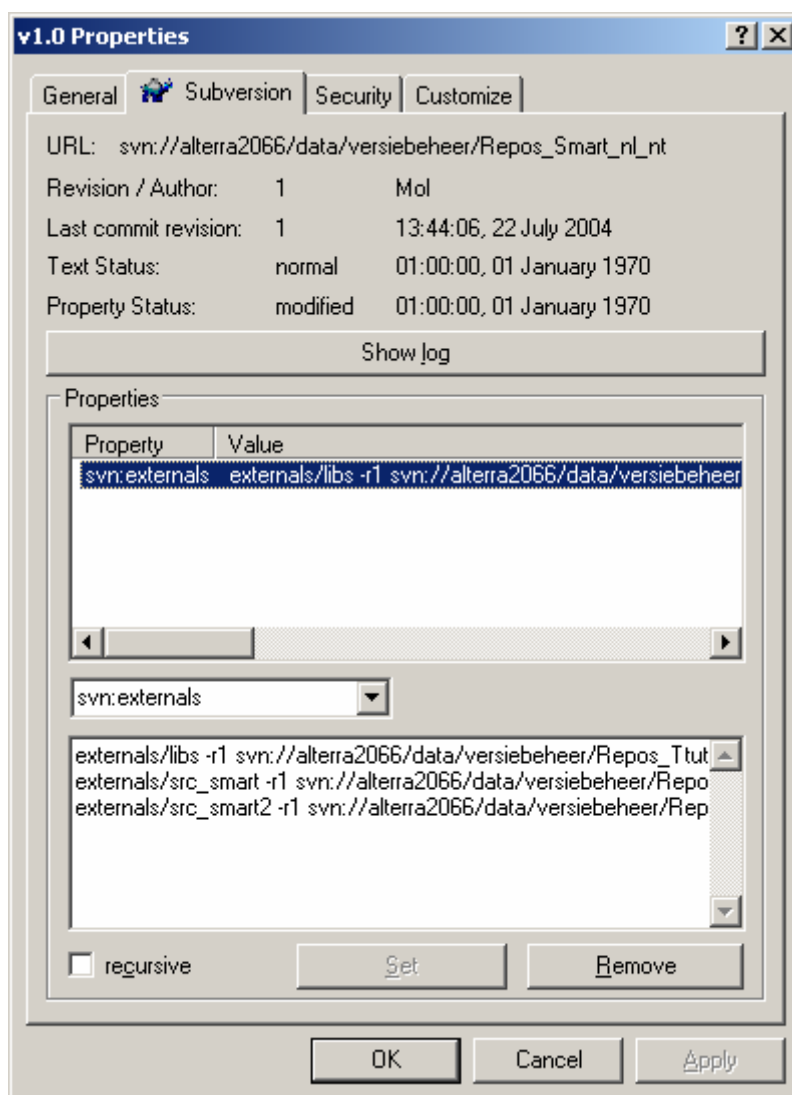 v1.0 Properties
General Subversion Security Customize
URL: svn://alterra2066/data/versiebeheer/Repos_Smart_nl_nt
Revision / Author: 1 Mol
Last commit revision: 1 13:44:06, 22 July 2004
Text Status: normal 01:00:00, 01 January 1970
Property Status: modified 01:00:00, 01 January 1970
Show log
Properties
Property Value
svn:externals externals/libs -r1 svn://alterra2066/data/versiebeheer
svn:externals
externals/libs -r1 svn://alterra2066/data/versiebeheer/Repos_Ttut
externals/src_smart -r1 svn://alterra2066/data/versiebeheer/Repo
externals/src_smart2 -r1 svn://alterra2066/data/versiebeheer/Rep
recursive Set Remove
OK Cancel Apply